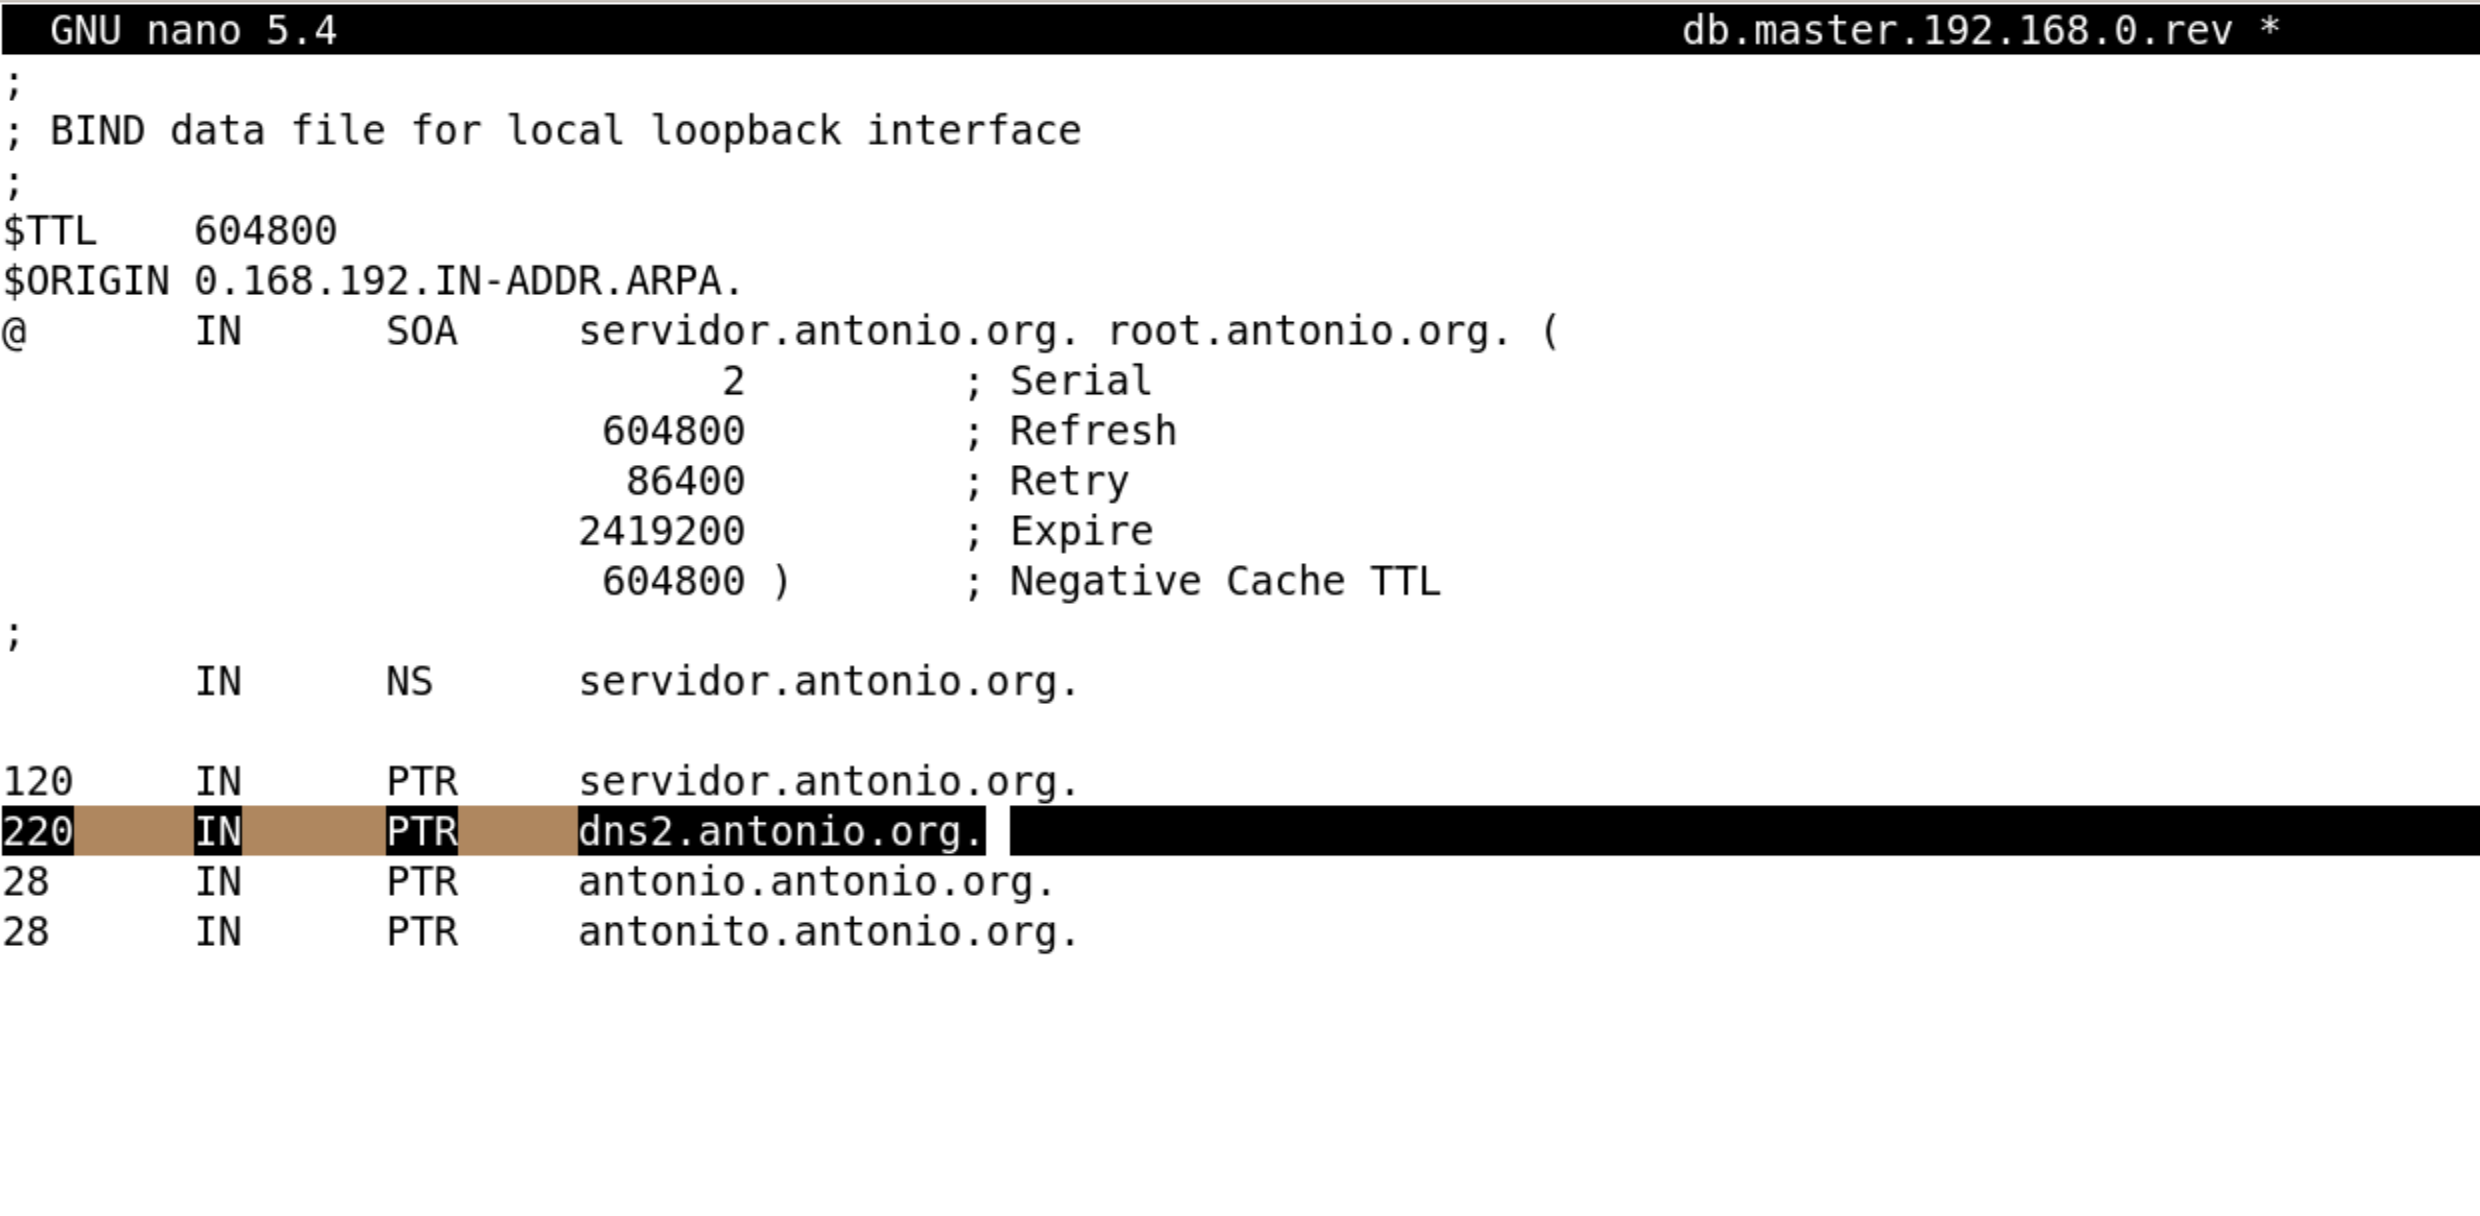 GNU nano 5.4 db.master.192.168.0.rev *
;
; BIND data file for local loopback interface
;
$TTL 604800
$ORIGIN 0.168.192.IN-ADDR.ARPA.
@ IN SOA servidor.antonio.org. root.antonio.org. (
2 ; Serial
604800 ; Refresh
86400 ; Retry
2419200 ; Expire
604800 ) ; Negative Cache TTL
;
IN NS servidor.antonio.org.
120 IN PTR servidor.antonio.org.
220 IN PTR dns2.antonio.org.
28 IN PTR antonio.antonio.org.
28 IN PTR antonito.antonio.org.